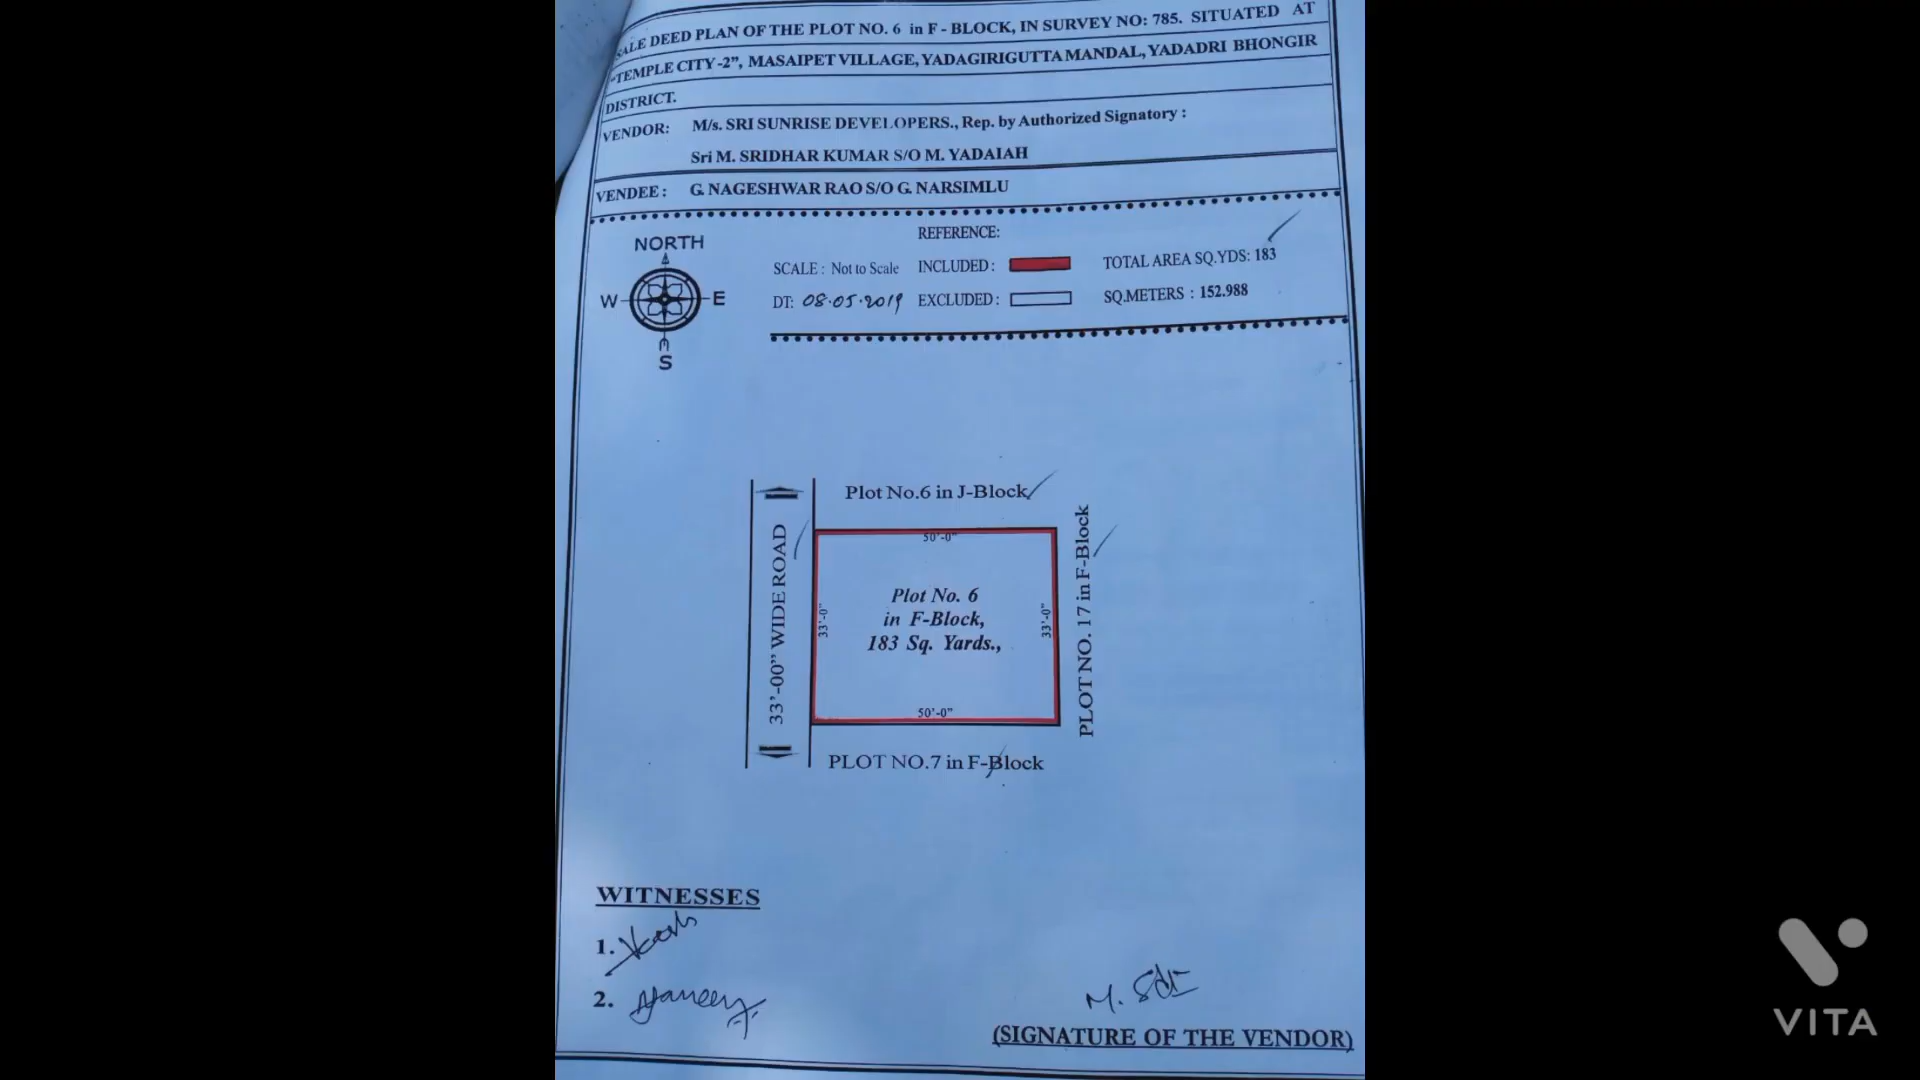 SALE DEED PLAN OF THE PLOT NO. 6 in F - BLOCK, IN SURVEY NO: 785. SITUATED AT
"TEMPLE CITY -2", MASAIPET VILLAGE, YADAGIRIGUTTA MANDAL, YADADRI BHONGIR
DISTRICT.
VENDOR: M/s. SRI SUNRISE DEVELOPERS., Rep. by Authorized Signatory :
Sri M. SRIDHAR KUMAR S/O M. YADAIAH
VENDEE : G. NAGESHWAR RAO S/O G. NARSIMLU
NORTH
W E
S
REFERENCE:
SCALE : Not to Scale INCLUDED : TOTAL AREA SQ.YDS: 183
DT: 08.05.2019 EXCLUDED : SQ.METERS : 152.988
Plot No.6 in J-Block
33'-00" WIDE ROAD
50'-0"
33'-0"
Plot No. 6
in F-Block,
183 Sq. Yards.,
33'-0"
50'-0"
PLOT NO. 17 in F-Block
PLOT NO.7 in F-Block
WITNESSES
1.
2.
M.
(SIGNATURE OF THE VENDOR)
VITA